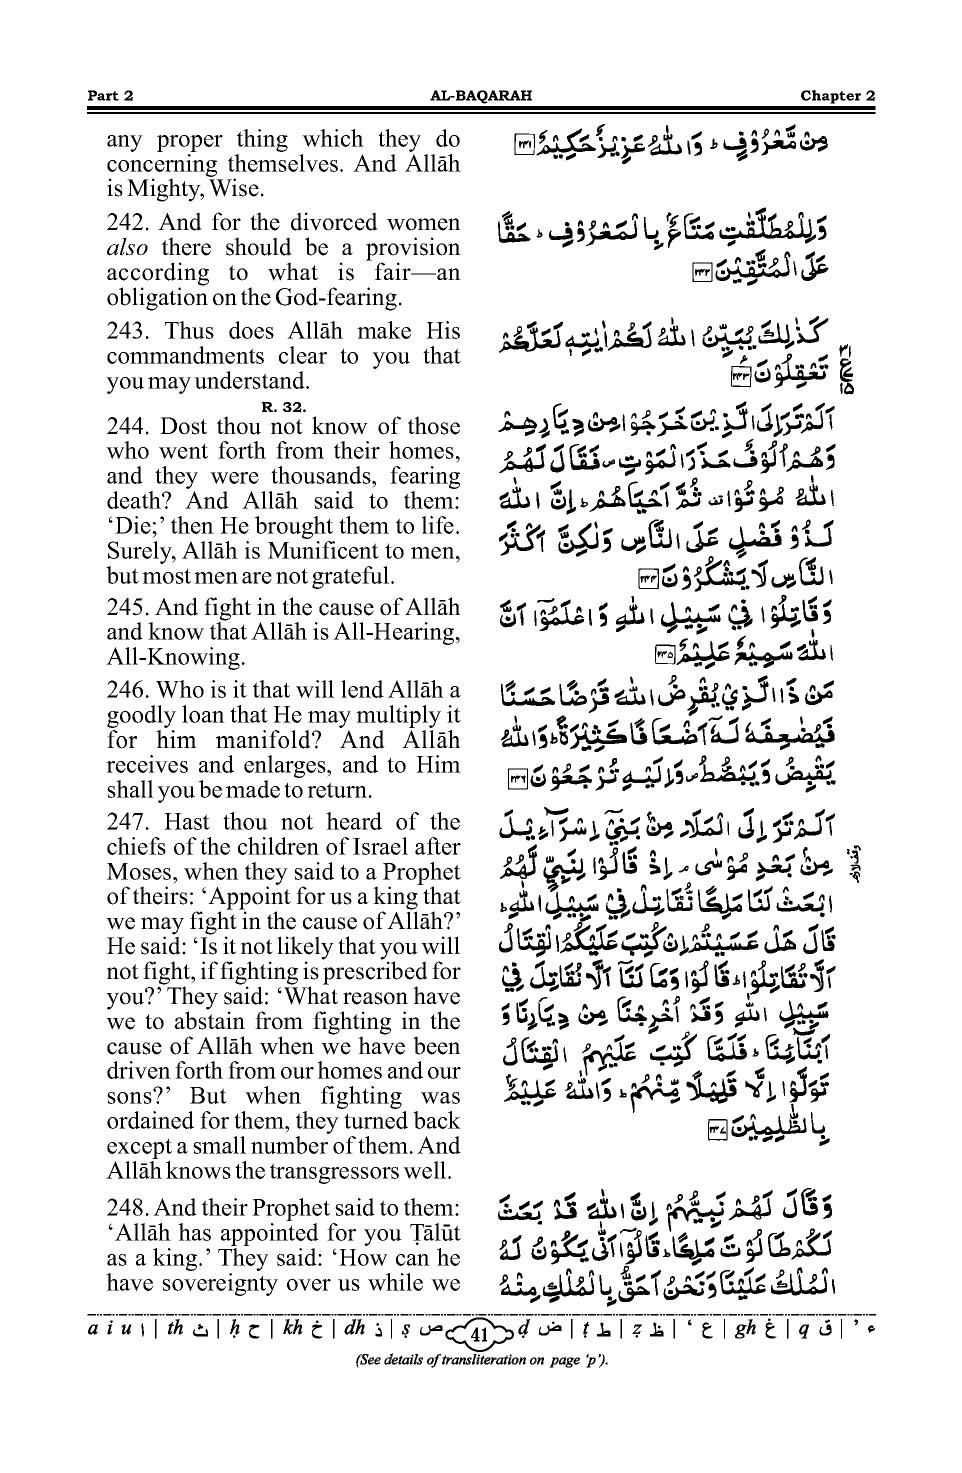 Part 2 AL-BAQARAH Chapter 2
any proper thing which they do
concerning themselves. And Allāh
is Mighty, Wise.
242. And for the divorced women
also there should be a provision
according to what is fair—an
obligation on the God-fearing.
243. Thus does Allāh make His
commandments clear to you that
you may understand.
R. 32.
244. Dost thou not know of those
who went forth from their homes,
and they were thousands, fearing
death? And Allāh said to them:
‘Die;’ then He brought them to life.
Surely, Allāh is Munificent to men,
but most men are not grateful.
245. And fight in the cause of Allāh
and know that Allāh is All-Hearing,
All-Knowing.
246. Who is it that will lend Allāh a
goodly loan that He may multiply it
for him manifold? And Allāh
receives and enlarges, and to Him
shall you be made to return.
247. Hast thou not heard of the
chiefs of the children of Israel after
Moses, when they said to a Prophet
of theirs: ‘Appoint for us a king that
we may fight in the cause of Allāh?’
He said: ‘Is it not likely that you will
not fight, if fighting is prescribed for
you?’ They said: ‘What reason have
we to abstain from fighting in the
cause of Allāh when we have been
driven forth from our homes and our
sons?’ But when fighting was
ordained for them, they turned back
except a small number of them. And
Allāh knows the transgressors well.
248. And their Prophet said to them:
‘Allāh has appointed for you Ṭālūt
as a king.’ They said: ‘How can he
have sovereignty over us while we
مِنْ مَّعْرُوْفٍ ؕ وَاللّٰهُ عَزِيْزٌ حَكِيْمٌ ۲۴۱
وَلِلْمُطَلَّقٰتِ مَتَاعٌۢ بِالْمَعْرُوْفِ ؕ حَقًّا
عَلَى الْمُتَّقِيْنَ ۲۴۲
كَذٰلِكَ يُبَيِّنُ اللّٰهُ لَكُمْ اٰيٰتِهٖ لَعَلَّكُمْ
تَعْقِلُوْنَ ۲۴۳
اَلَمْ تَرَ اِلَى الَّذِيْنَ خَرَجُوْا مِنْ دِيَارِهِمْ
وَهُمْ اُلُوْفٌ حَذَرَ الْمَوْتِ ۪ فَقَالَ لَهُمُ
اللّٰهُ مُوْتُوْا ۟ ثُمَّ اَحْيَاهُمْ ؕ اِنَّ اللّٰهَ
لَذُوْ فَضْلٍ عَلَى النَّاسِ وَلٰكِنَّ اَكْثَرَ
النَّاسِ لَا يَشْكُرُوْنَ ۲۴۴
وَقَاتِلُوْا فِيْ سَبِيْلِ اللّٰهِ وَاعْلَمُوْۤا اَنَّ
اللّٰهَ سَمِيْعٌ عَلِيْمٌ ۲۴۵
مَنْ ذَا الَّذِيْ يُقْرِضُ اللّٰهَ قَرْضًا حَسَنًا
فَيُضٰعِفَهٗ لَهٗۤ اَضْعَافًا كَثِيْرَةً ؕ وَاللّٰهُ
يَقْبِضُ وَيَبْصُۜطُ ۪ وَاِلَيْهِ تُرْجَعُوْنَ ۲۴۶
اَلَمْ تَرَ اِلَى الْمَلَاِ مِنْۢ بَنِيْۤ اِسْرَآءِيْلَ
مِنْۢ بَعْدِ مُوْسٰى ۘ اِذْ قَالُوْا لِنَبِيٍّ لَّهُمُ
ابْعَثْ لَنَا مَلِكًا نُّقَاتِلْ فِيْ سَبِيْلِ اللّٰهِ ؕ
قَالَ هَلْ عَسَيْتُمْ اِنْ كُتِبَ عَلَيْكُمُ الْقِتَالُ
اَلَّا تُقَاتِلُوْا ؕ قَالُوْا وَمَا لَنَاۤ اَلَّا نُقَاتِلَ فِيْ
سَبِيْلِ اللّٰهِ وَقَدْ اُخْرِجْنَا مِنْ دِيَارِنَا وَ
اَبْنَآئِنَا ؕ فَلَمَّا كُتِبَ عَلَيْهِمُ الْقِتَالُ
تَوَلَّوْا اِلَّا قَلِيْلًا مِّنْهُمْ ؕ وَاللّٰهُ عَلِيْمٌۢ
بِالظّٰلِمِيْنَ ۲۴۷
وَقَالَ لَهُمْ نَبِيُّهُمْ اِنَّ اللّٰهَ قَدْ بَعَثَ
لَكُمْ طَالُوْتَ مَلِكًا ؕ قَالُوْۤا اَنّٰى يَكُوْنُ لَهُ
الْمُلْكُ عَلَيْنَا وَنَحْنُ اَحَقُّ بِالْمُلْكِ مِنْهُ
a i u ا | th ث | ḥ ح | kh خ | dh ذ | ṣ ص 41 ḍ ض | ṭ ط | ẓ ظ | ‘ ع | gh غ | q ق | ’ ء
(See details of transliteration on page ‘p’).